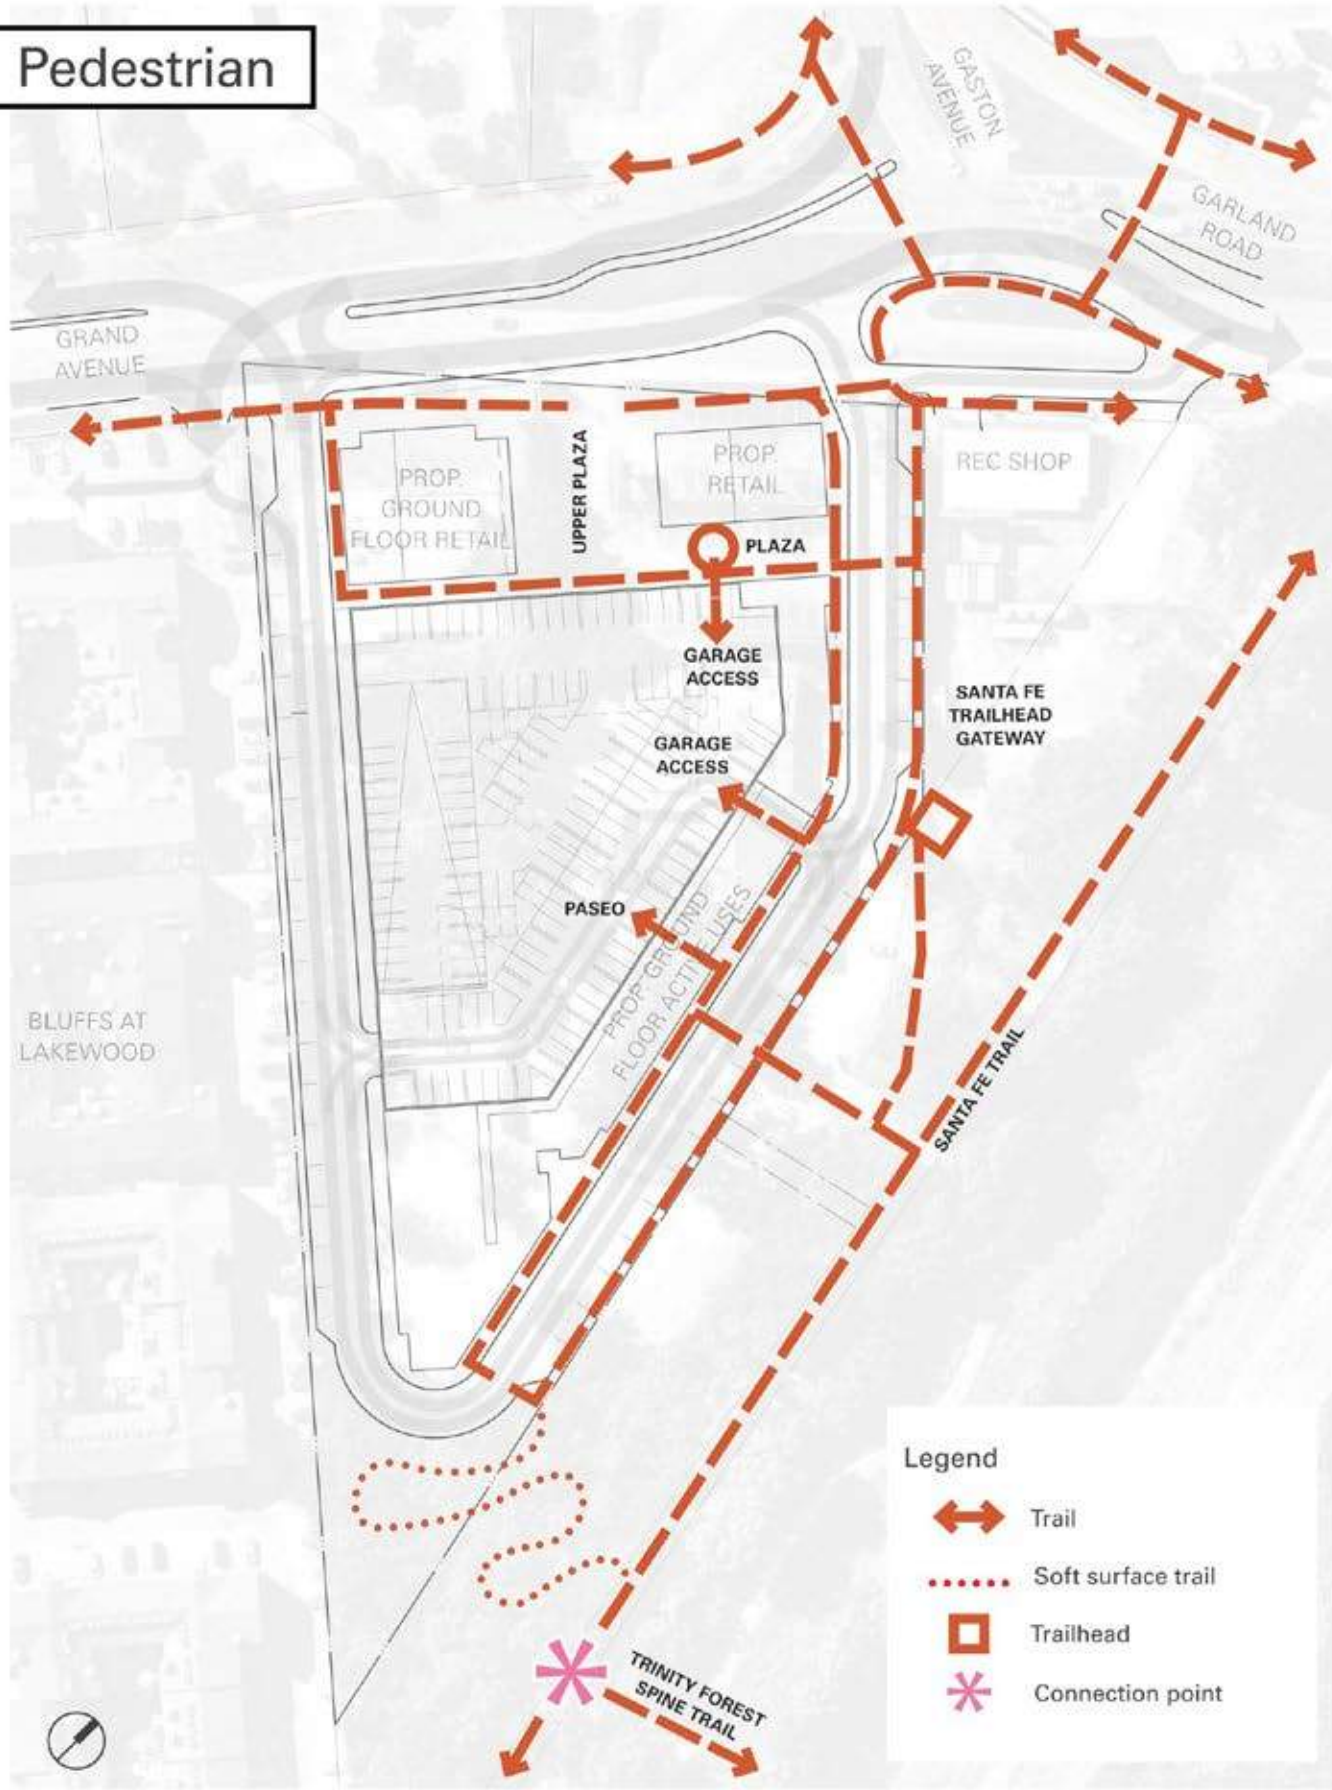 Pedestrian
GASTON
AVENUE
GARLAND
ROAD
GRAND
AVENUE
UPPER PLAZA
PROP.
GROUND
FLOOR RETAIL
PROP.
RETAIL
REC SHOP
PLAZA
GARAGE
ACCESS
SANTA FE
TRAILHEAD
GATEWAY
GARAGE
ACCESS
PASEO
PROP GROUND
FLOOR ACTIVE USES
BLUFFS AT
LAKEWOOD
SANTA FE TRAIL
TRINITY FOREST
SPINE TRAIL
Legend
Trail
Soft surface trail
Trailhead
Connection point